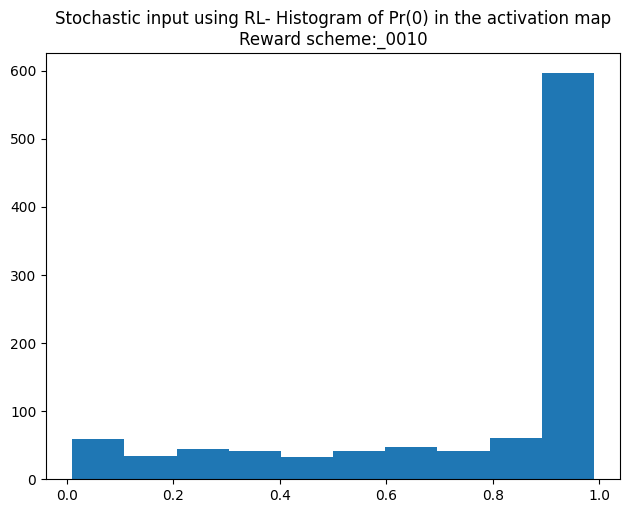 Stochastic input using RL- Histogram of Pr(0) in the activation map
Reward scheme:_0010
600
500
400
300
200
100
0
0.0 0.2 0.4 0.6 0.8 1.0